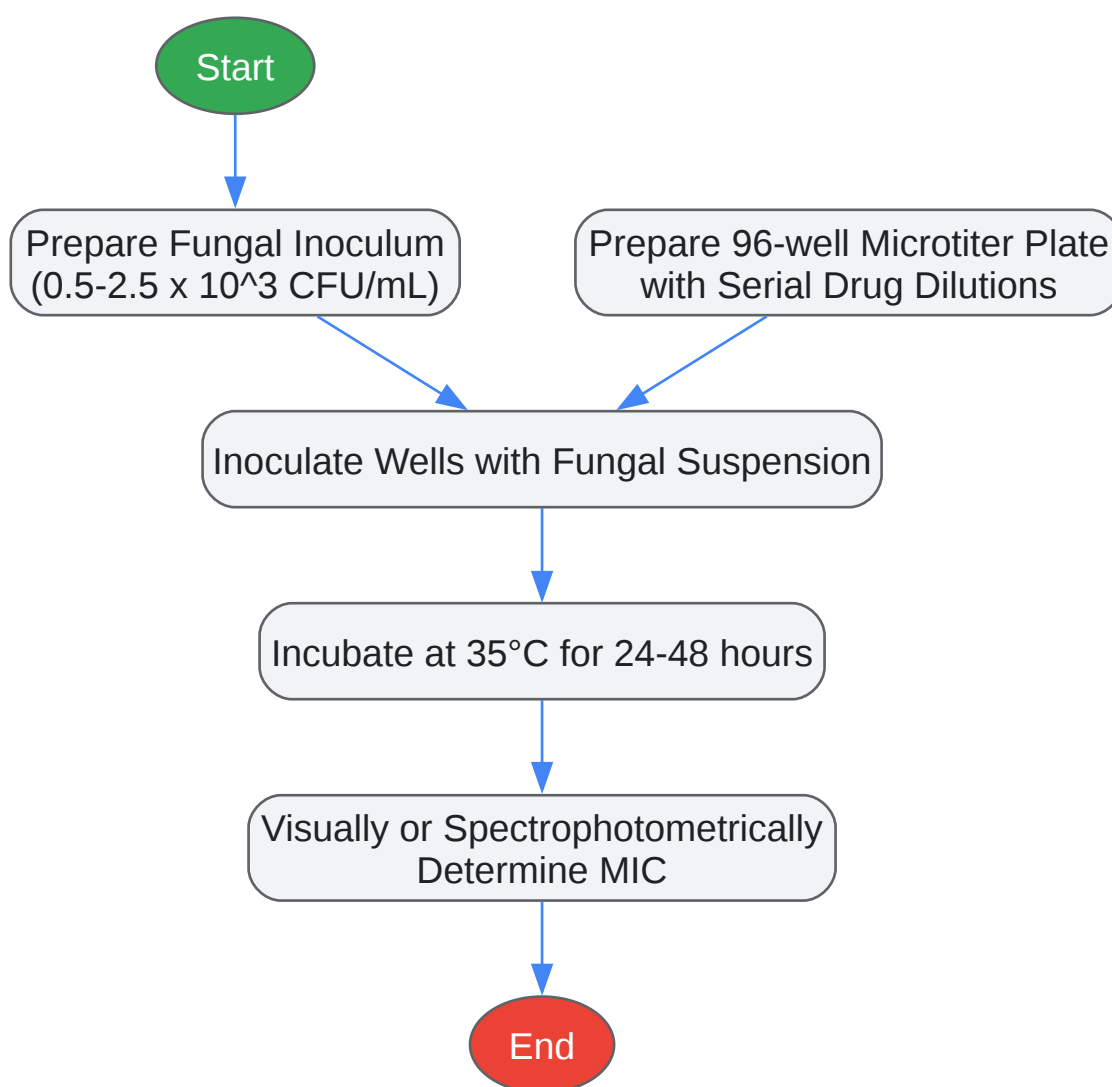 Start
Prepare Fungal Inoculum
(0.5-2.5 x 10^3 CFU/mL)
Prepare 96-well Microtiter Plate
with Serial Drug Dilutions
Inoculate Wells with Fungal Suspension
Incubate at 35°C for 24-48 hours
Visually or Spectrophotometrically
Determine MIC
End